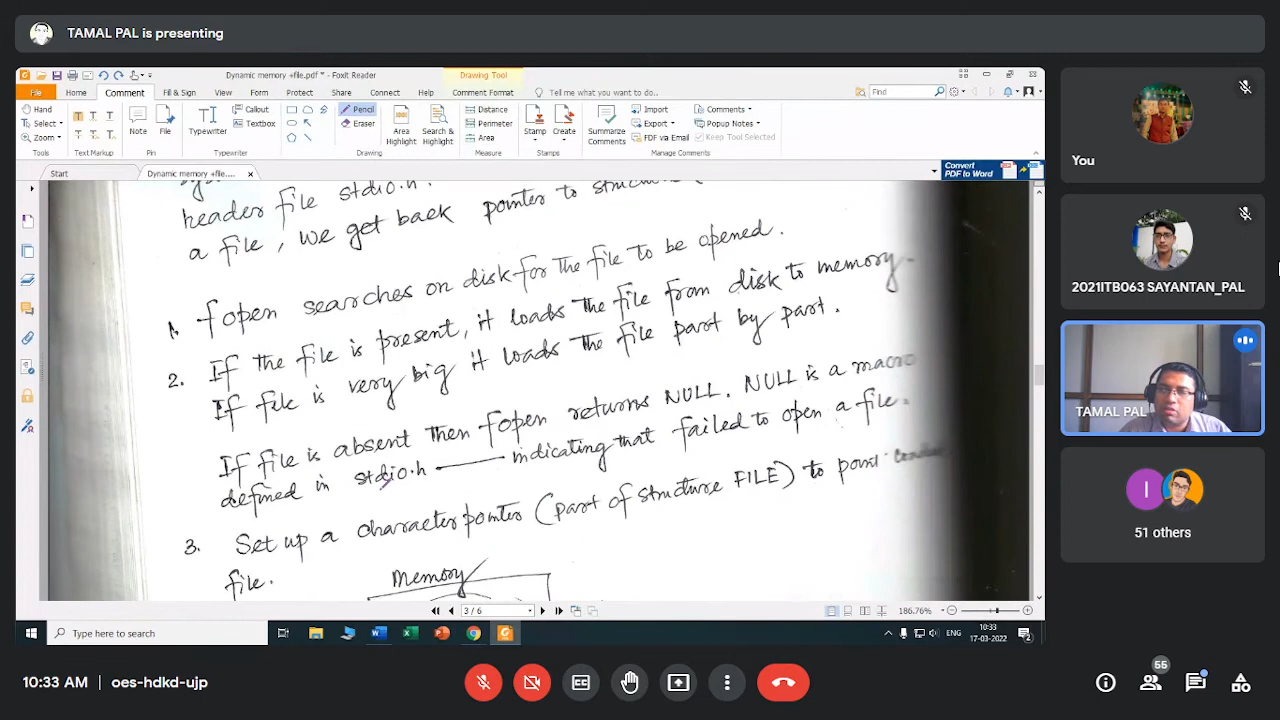 TAMAL PAL is presenting
Dynamic memory +file.pdf * - Foxit Reader
Drawing Tool
File Home Comment View Form Fill & Sign Protect Share Connect Help Comment Format Tell me what you want to do.. Find
Hand
Select
Zoom
Tools
Text Markup
Note
File
Pin
Typewriter
Callout
Textbox
Typewriter
Pencil
Eraser
Drawing
Area Highlight
Search & Highlight
Distance
Perimeter
Area
Measure
Stamp
Create
Stamps
Summarize Comments
Import
Export
FDF via Email
Comments
Popup Notes
Keep Tool Selected
Manage Comments
Start
Dynamic memory +file....
Convert PDF to Word
header file stdio.h.
a file, we get back pointer to structure
1. fopen searches on disk for the file to be opened.
2. If the file is present, it loads the file from disk to memory.
If file is very big it loads the file part by part.
If file is absent then fopen returns NULL. NULL is a macro
defined in stdio.h indicating that failed to open a file.
3. Set up a character pointer (part of structure FILE) to point
file.
Memory
3 / 6
186.76%
Type here to search
ENG
10:33
17-03-2022
2
You
2021ITB063 SAYANTAN_PAL
TAMAL PAL
I
51 others
10:33 AM | oes-hdkd-ujp
55